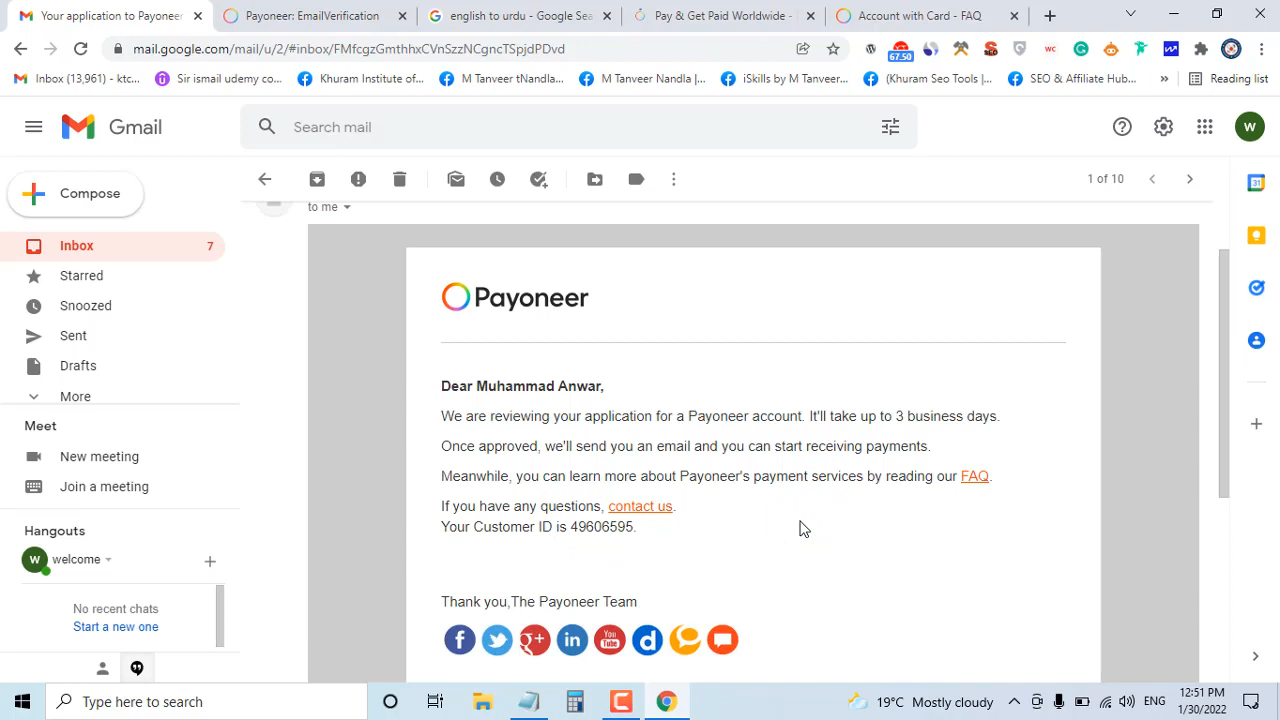 Your application to Payoneer
Payoneer: EmailVerification
english to urdu - Google Sea
Pay & Get Paid Worldwide -
Account with Card - FAQ
mail.google.com/mail/u/2/#inbox/FMfcgzGmthhxCVnSzzNCgncTSpjdPDvd
67.50
Inbox (13,961) - ktc...
Sir ismail udemy co...
Khuram Institute of...
M Tanveer tNandla...
M Tanveer Nandla |...
iSkills by M Tanveer...
(Khuram Seo Tools |...
SEO & Affiliate Hub...
»
Reading list
Gmail
Search mail
W
Compose
1 of 10
to me
Inbox
7
Starred
Snoozed
Sent
Drafts
More
Meet
New meeting
Join a meeting
Hangouts
W
welcome
No recent chats
Start a new one
Payoneer
Dear Muhammad Anwar,
We are reviewing your application for a Payoneer account. It'll take up to 3 business days.
Once approved, we'll send you an email and you can start receiving payments.
Meanwhile, you can learn more about Payoneer's payment services by reading our FAQ.
If you have any questions, contact us.
Your Customer ID is 49606595.
Thank you,The Payoneer Team
f
g+
in
You Tube
d
31
Type here to search
19°C Mostly cloudy
ENG
12:51 PM
1/30/2022